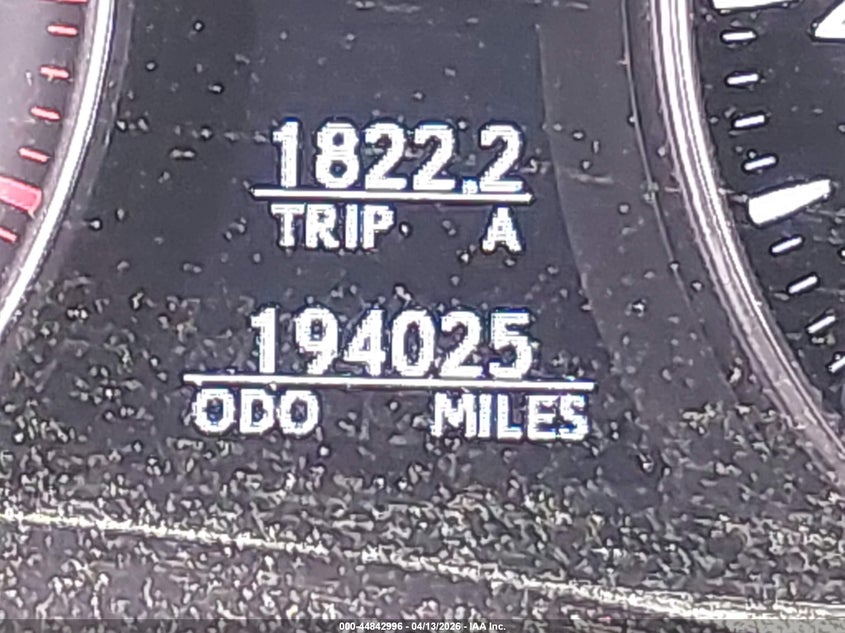 1822.2
TRIP A
194025
ODO MILES
000-44842996 - 04/13/2026 - IAA Inc.